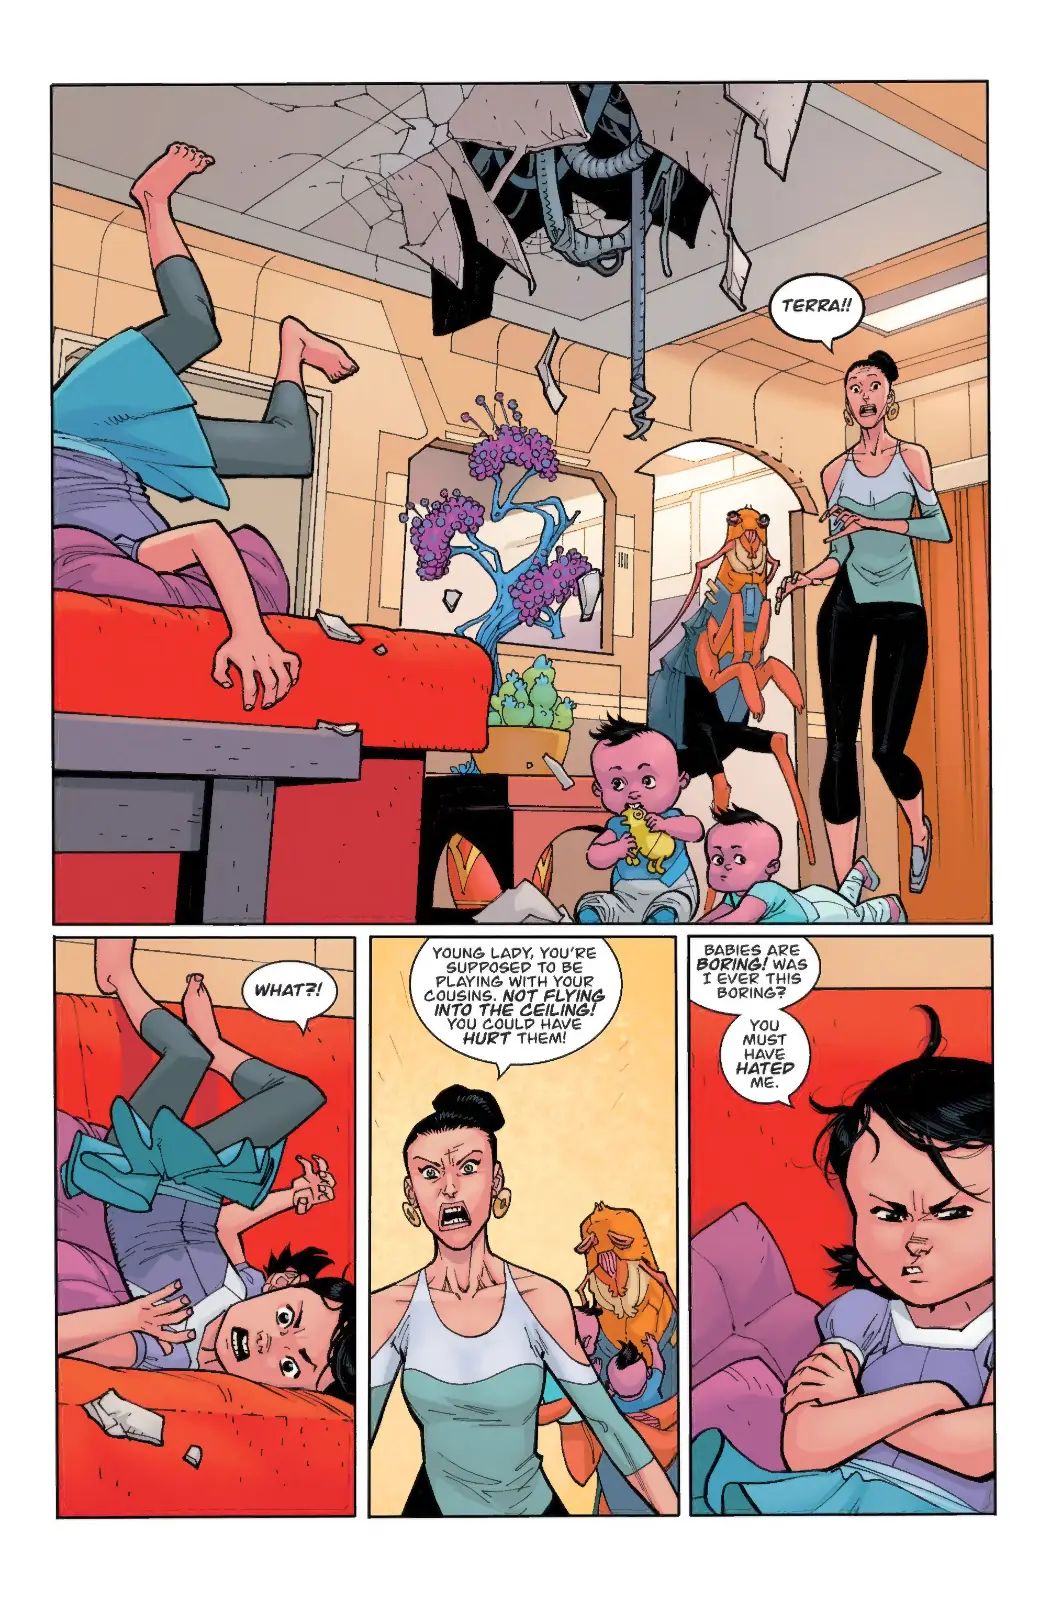 TERRA!!
WHAT?!
YOUNG LADY, YOU'RE
SUPPOSED TO BE
PLAYING WITH YOUR
COUSINS. NOT FLYING
INTO THE CEILING!
YOU COULD HAVE
HURT THEM!
BABIES ARE
BORING! WAS
I EVER THIS
BORING?
YOU
MUST
HAVE
HATED
ME.